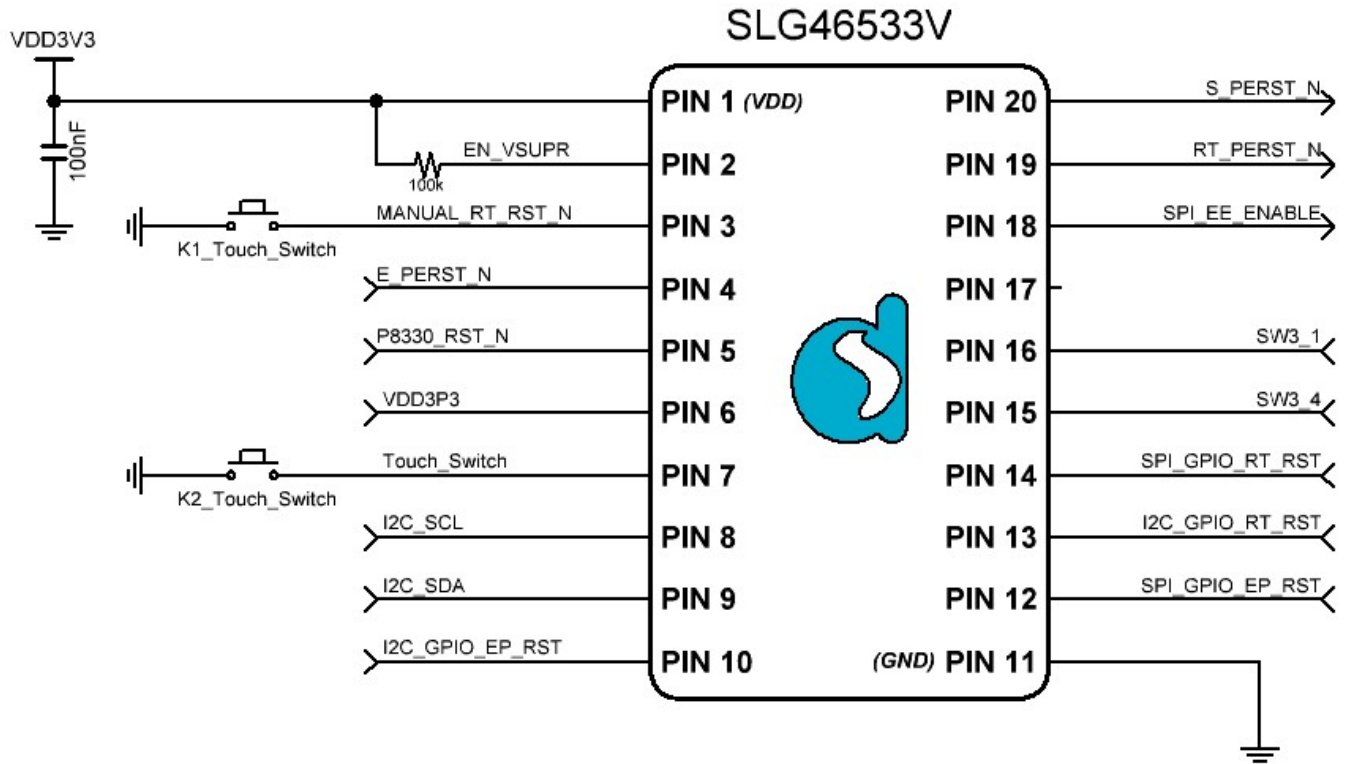 SLG46533V
VDD3V3
100nF
PIN 1 (VDD)
EN_VSUPR
100k
PIN 2
MANUAL_RT_RST_N
K1_Touch_Switch
PIN 3
E_PERST_N
PIN 4
P8330_RST_N
PIN 5
VDD3P3
PIN 6
Touch_Switch
K2_Touch_Switch
PIN 7
I2C_SCL
PIN 8
I2C_SDA
PIN 9
I2C_GPIO_EP_RST
PIN 10
PIN 20
S_PERST_N
PIN 19
RT_PERST_N
PIN 18
SPI_EE_ENABLE
PIN 17
PIN 16
SW3_1
PIN 15
SW3_4
PIN 14
SPI_GPIO_RT_RST
PIN 13
I2C_GPIO_RT_RST
PIN 12
SPI_GPIO_EP_RST
(GND) PIN 11